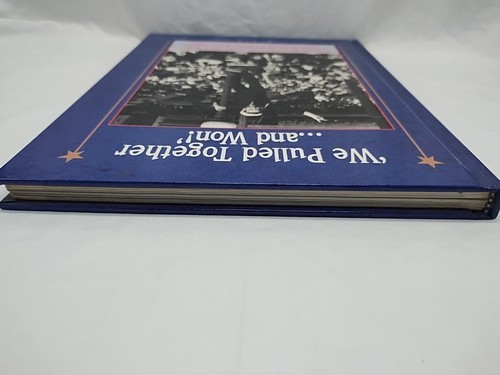 'We Pulled Together
...and Won!'